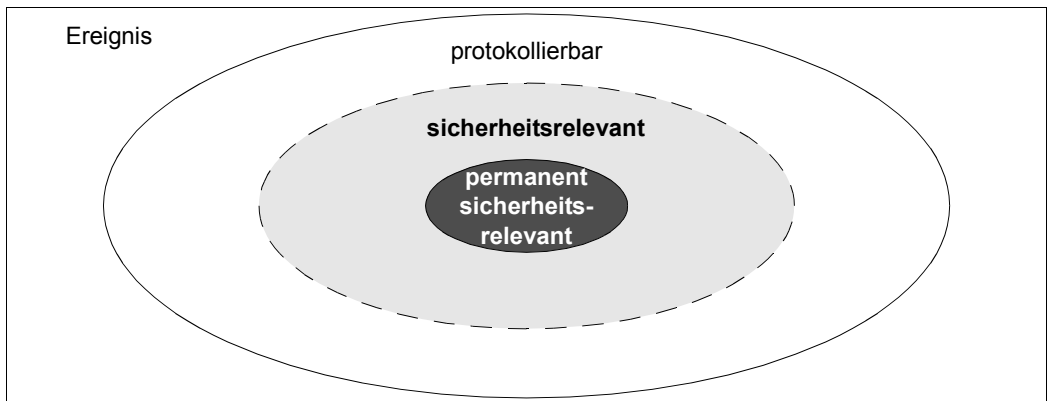 Ereignis
protokollierbar
sicherheitsrelevant
permanent
sicherheits-
relevant